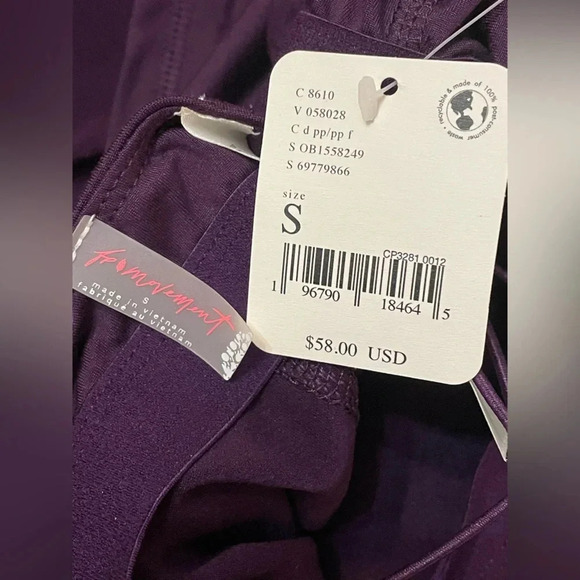 C 8610
V 058028
C d pp/pp f
S OB1558249
S 69779866
size
S
CP3281 0012
1 96790 18464 5
$58.00 USD
recyclable & made of 100% post-consumer waste
fp movement
S
made in vietnam
fabriqué au vietnam